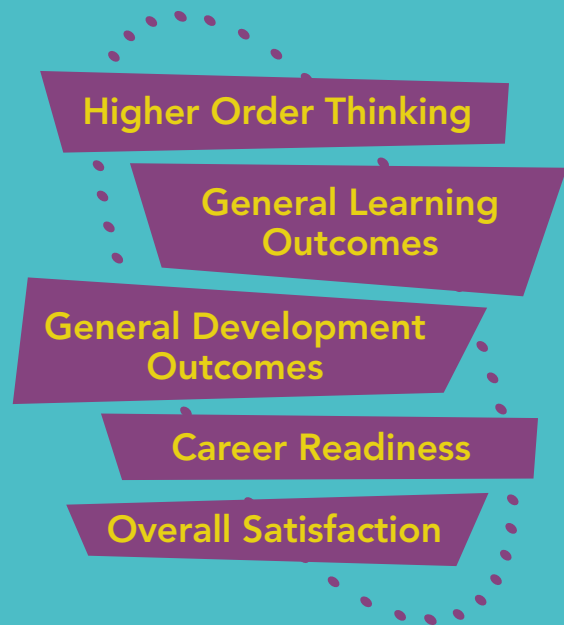 Higher Order Thinking
General Learning
Outcomes
General Development
Outcomes
Career Readiness
Overall Satisfaction